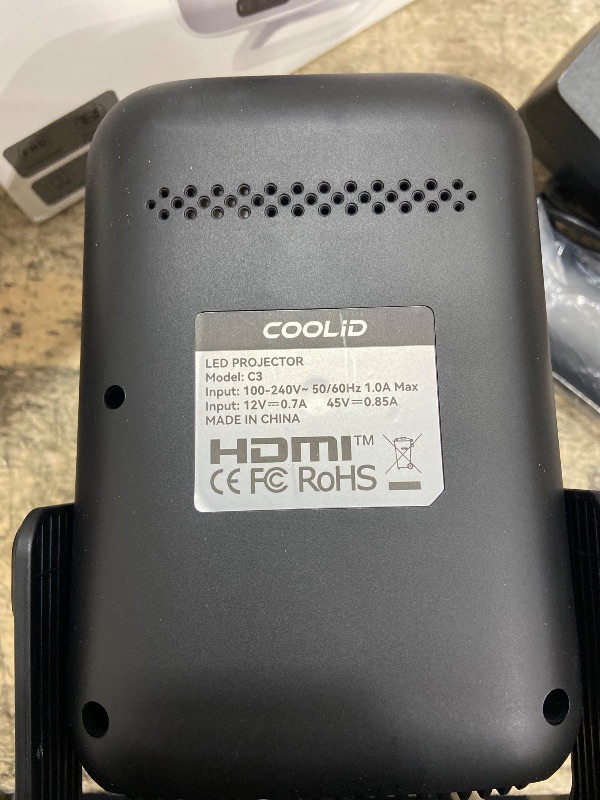 COOLiD
LED PROJECTOR
Model: C3
Input: 100-240V~ 50/60Hz 1.0A Max
Input: 12V⎓0.7A 45V⎓0.85A
MADE IN CHINA
HDMI™
CE FC RoHS